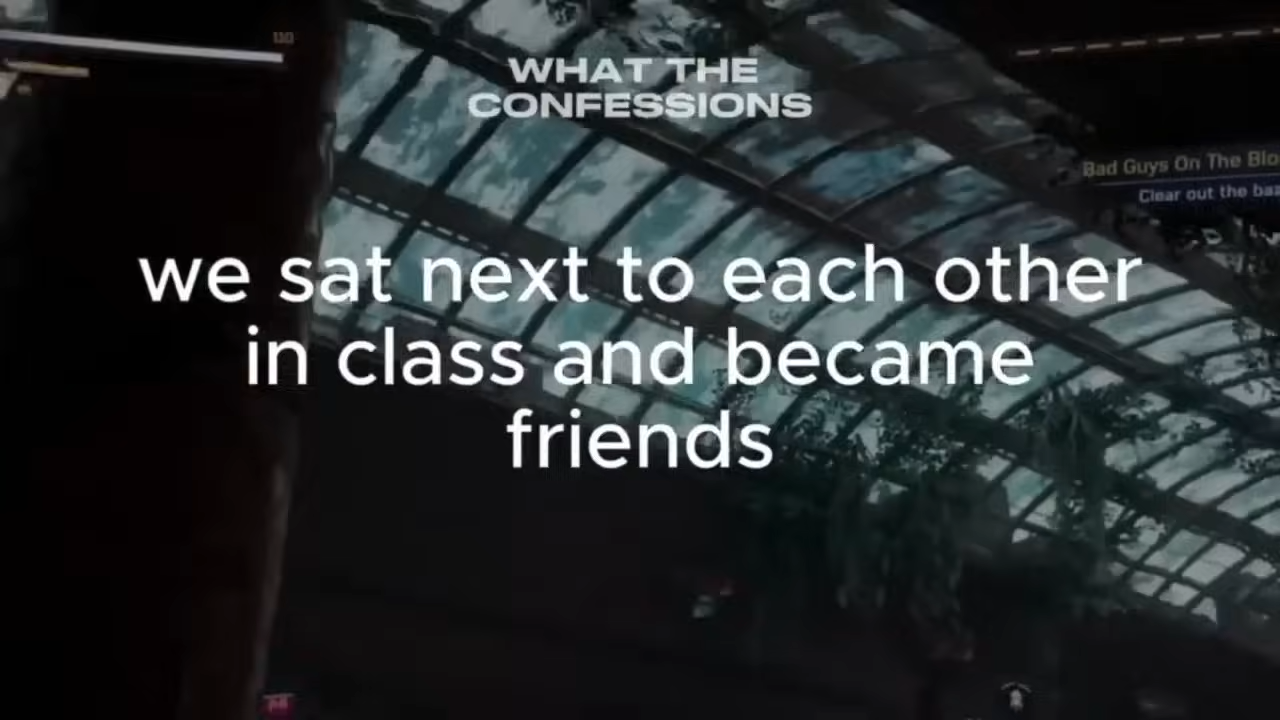 130
WHAT THE
CONFESSIONS
Bad Guys On The Blo
Clear out the
we sat next to each other
in class and became
friends